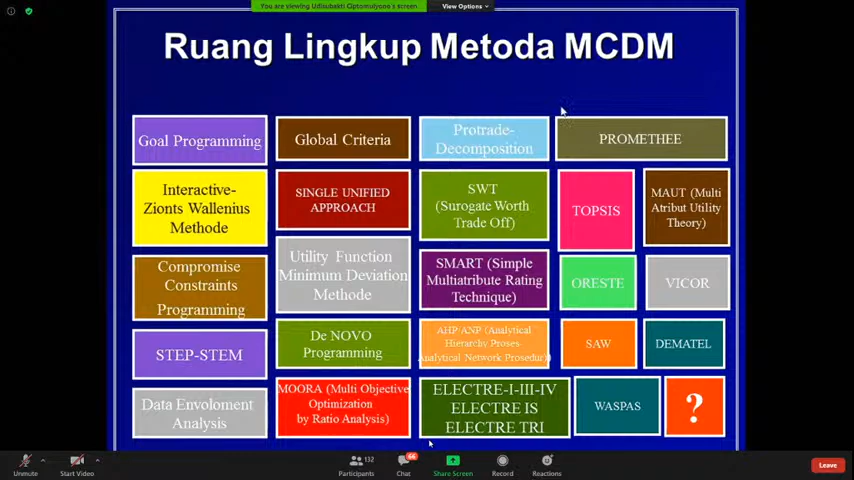 You are viewing Udisubakti Ciptomulyono's screen
View Options
Ruang Lingkup Metoda MCDM
Goal Programming
Global Criteria
Protrade-
Decomposition
PROMETHEE
Interactive-
Zionts Wallenius
Methode
SINGLE UNIFIED
APPROACH
SWT
(Surogate Worth
Trade Off)
TOPSIS
MAUT (Multi
Atribut Utility
Theory)
Compromise
Constraints
Programming
Utility Function
Minimum Deviation
Methode
SMART (Simple
Multiatribute Rating
Technique)
ORESTE
VICOR
STEP-STEM
De NOVO
Programming
AHP/ANP (Analytical
Hierarchy Proses-
Analytical Network Prosedur))
SAW
DEMATEL
Data Envoloment
Analysis
MOORA (Multi Objective
Optimization
by Ratio Analysis)
ELECTRE-I-III-IV
ELECTRE IS
ELECTRE TRI
WASPAS
?
Unmute
Start Video
132
Participants
66
Chat
Share Screen
Record
Reactions
Leave